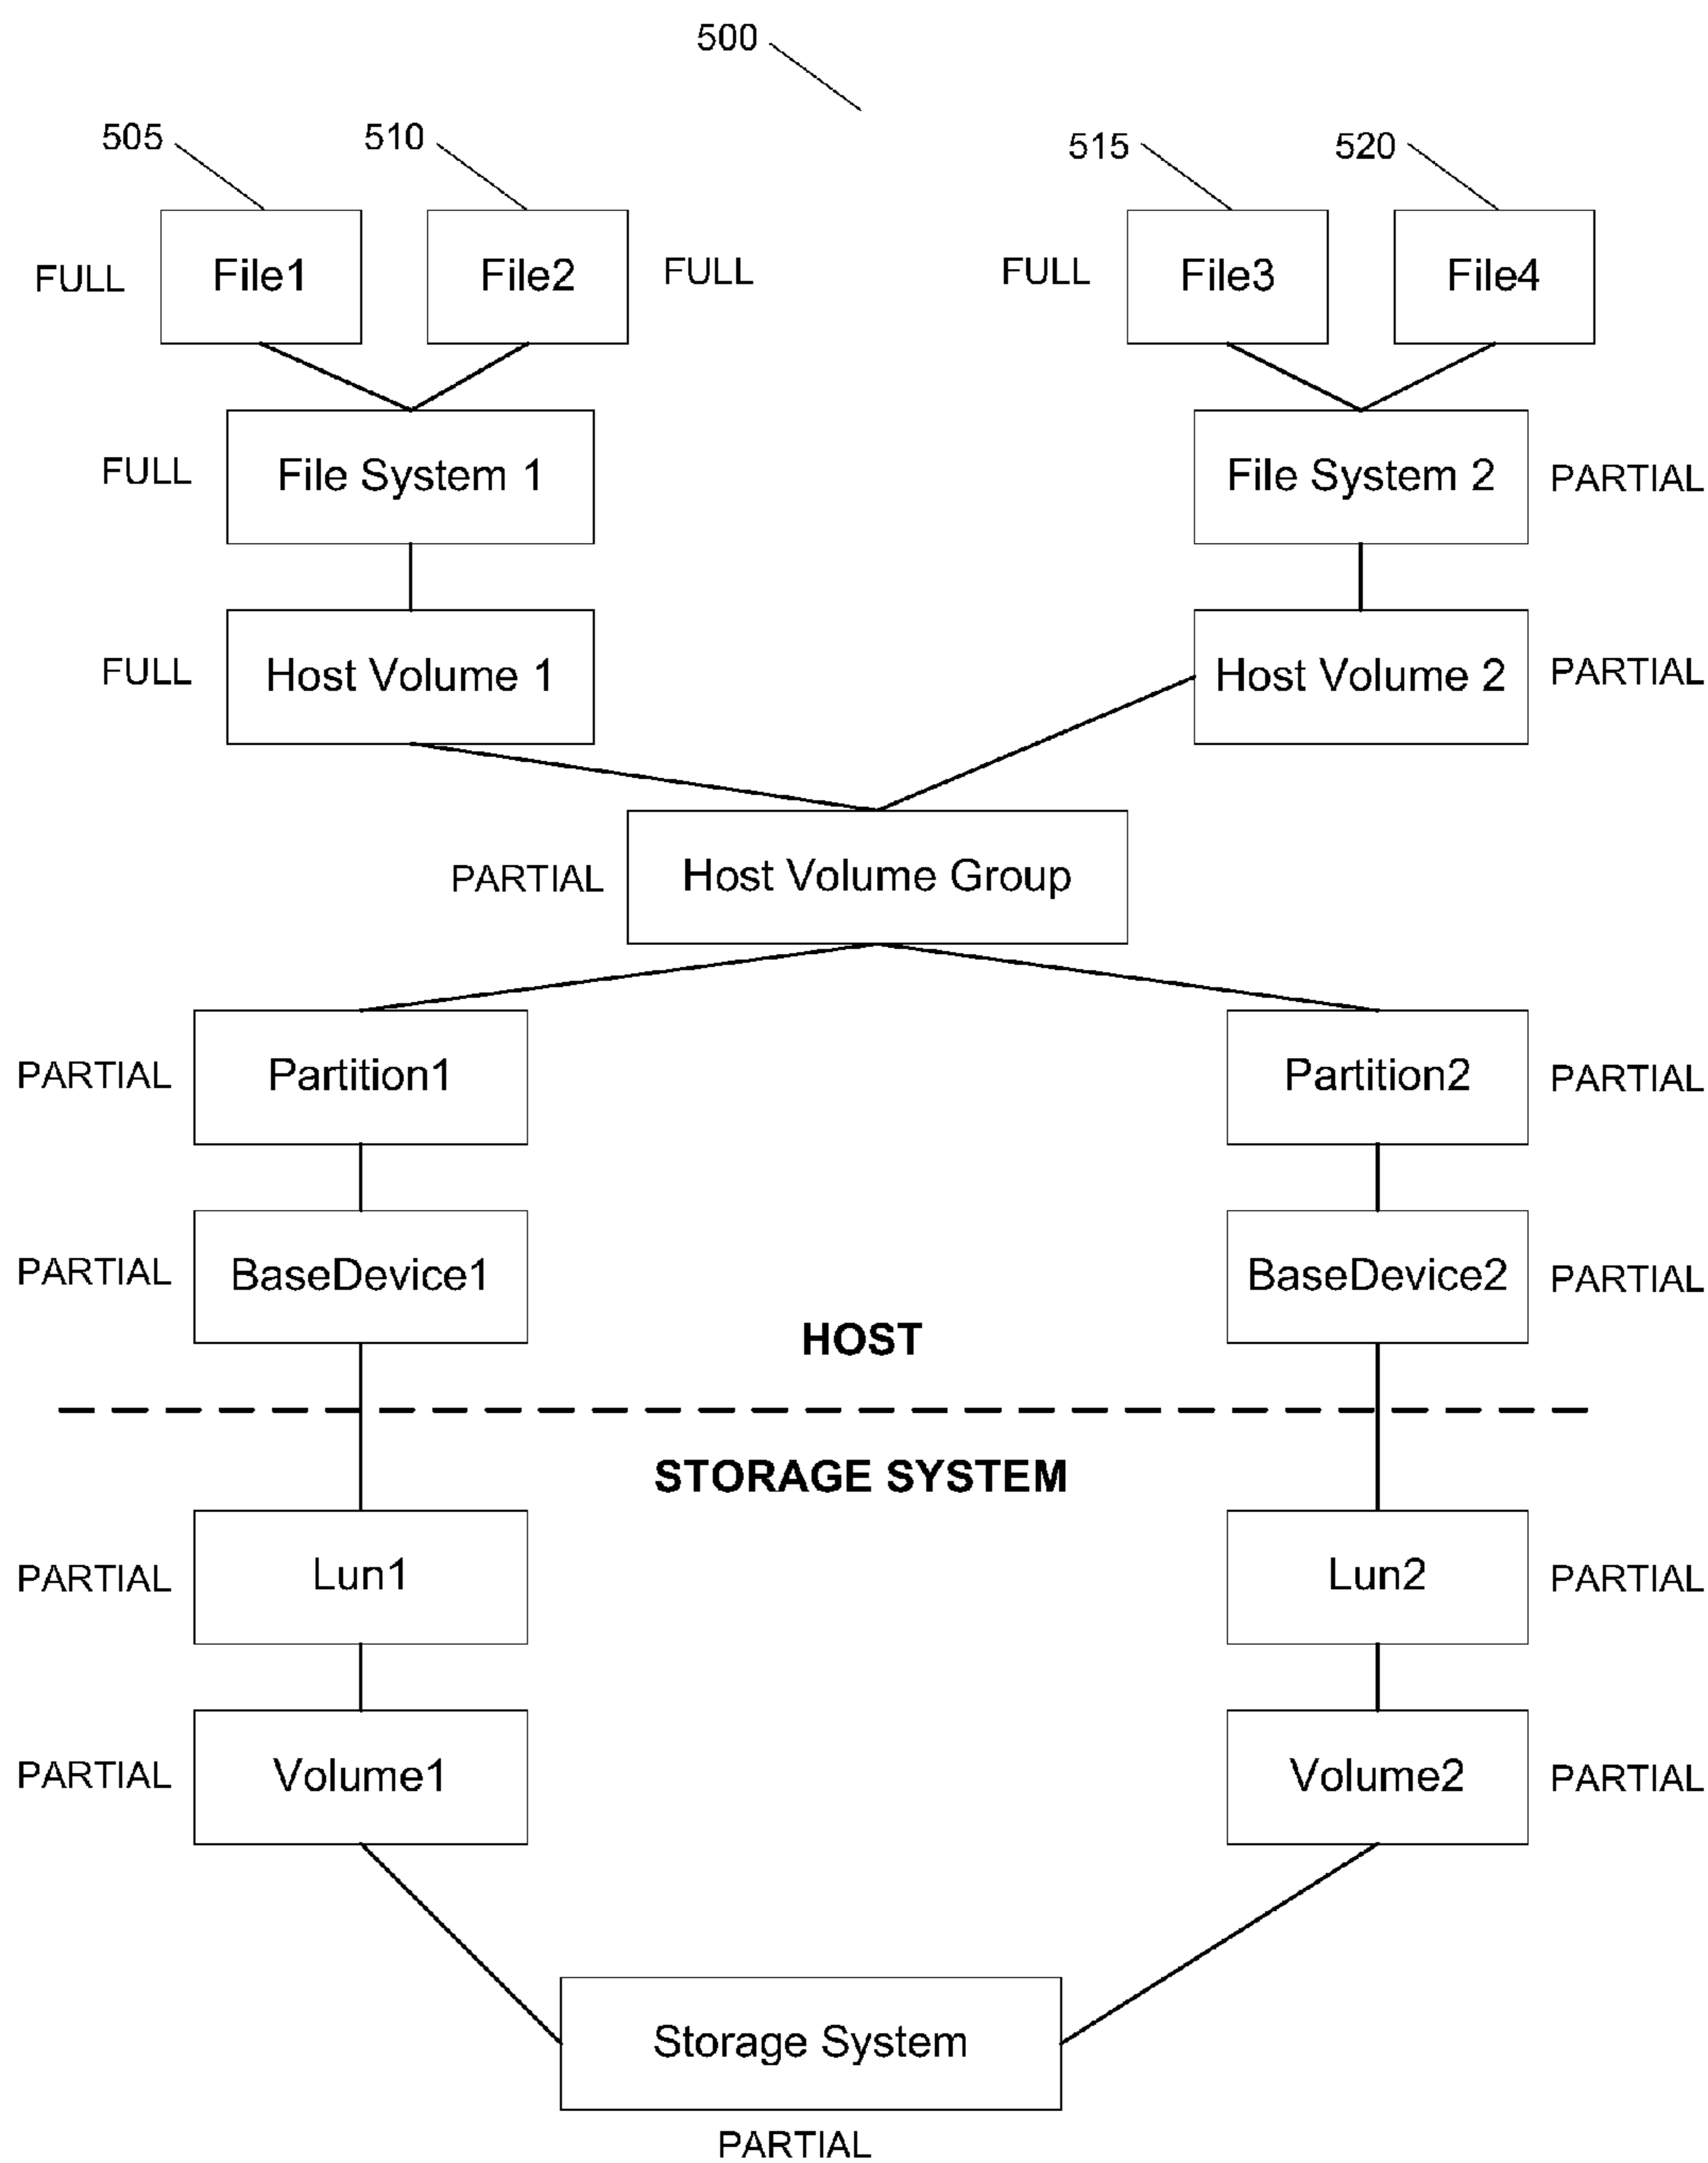 500
505
510
515
520
FULL
File1
File2
FULL
FULL
File3
File4
FULL
File System 1
File System 2
PARTIAL
FULL
Host Volume 1
Host Volume 2
PARTIAL
PARTIAL
Host Volume Group
PARTIAL
Partition1
Partition2
PARTIAL
PARTIAL
BaseDevice1
BaseDevice2
PARTIAL
HOST
STORAGE SYSTEM
PARTIAL
Lun1
Lun2
PARTIAL
PARTIAL
Volume1
Volume2
PARTIAL
Storage System
PARTIAL